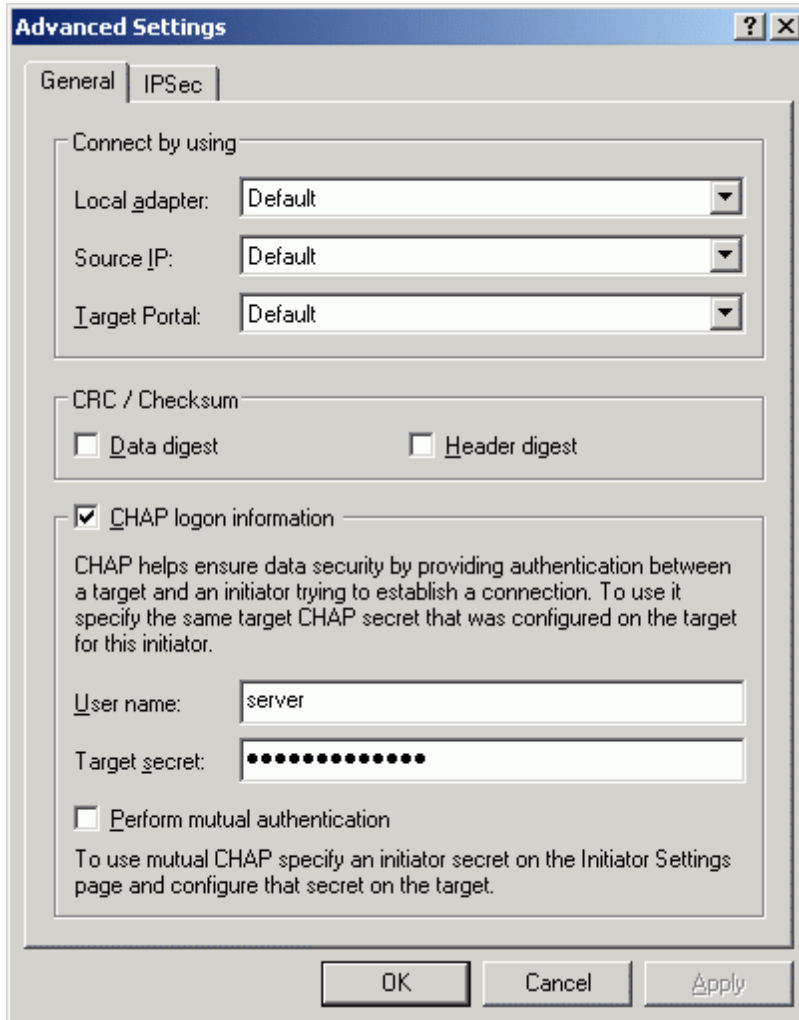 Advanced Settings
General IPSec
Connect by using
Local adapter: Default
Source IP: Default
Target Portal: Default
CRC / Checksum
Data digest Header digest
CHAP logon information
CHAP helps ensure data security by providing authentication between
a target and an initiator trying to establish a connection. To use it
specify the same target CHAP secret that was configured on the target
for this initiator.
User name: server
Target secret: •••••••••••••
Perform mutual authentication
To use mutual CHAP specify an initiator secret on the Initiator Settings
page and configure that secret on the target.
OK Cancel Apply